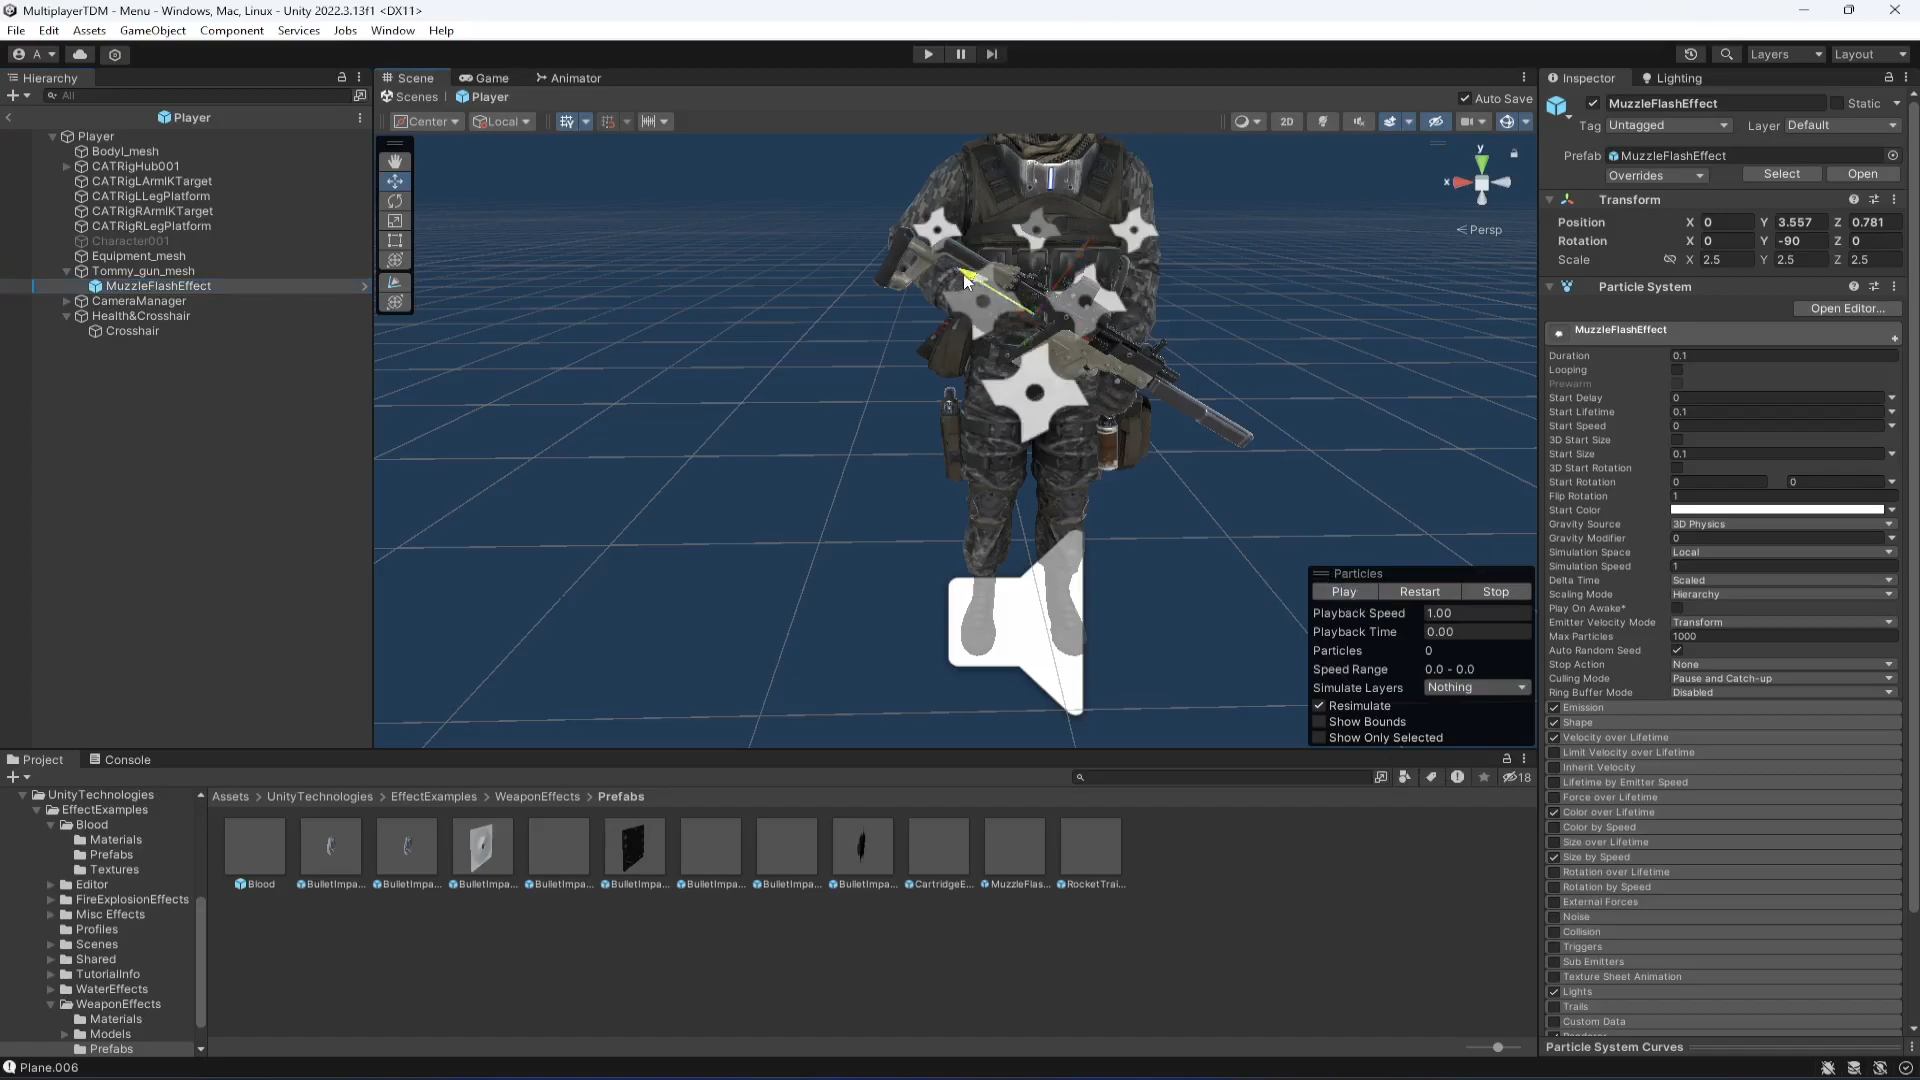 MultiplayerTDM - Menu - Windows, Mac, Linux - Unity 2022.3.13f1 <DX11>
File Edit Assets GameObject Component Services Jobs Window Help
A
Layers Layout
Hierarchy
All
Player
Player
Bodyl_mesh
CATRigHub001
CATRigLArmIKTarget
CATRigLLegPlatform
CATRigRArmIKTarget
CATRigRLegPlatform
Character001
Equipment_mesh
Tommy_gun_mesh
MuzzleFlashEffect
CameraManager
Health&Crosshair
Crosshair
Scene Game Animator
Scenes Player
Auto Save
Center Local
2D
y
x
Persp
Particles
Play Restart Stop
Playback Speed 1.00
Playback Time 0.00
Particles 0
Speed Range 0.0 - 0.0
Simulate Layers Nothing
Resimulate
Show Bounds
Show Only Selected
Inspector Lighting
MuzzleFlashEffect Static
Tag Untagged Layer Default
Prefab MuzzleFlashEffect
Overrides Select Open
Transform
Position X 0 Y 3.557 Z 0.781
Rotation X 0 Y -90 Z 0
Scale X 2.5 Y 2.5 Z 2.5
Particle System
Open Editor...
MuzzleFlashEffect
Duration 0.1
Looping
Prewarm
Start Delay 0
Start Lifetime 0.1
Start Speed 0
3D Start Size
Start Size 0.1
3D Start Rotation
Start Rotation 0 0
Flip Rotation 1
Start Color
Gravity Source 3D Physics
Gravity Modifier 0
Simulation Space Local
Simulation Speed 1
Delta Time Scaled
Scaling Mode Hierarchy
Play On Awake*
Emitter Velocity Mode Transform
Max Particles 1000
Auto Random Seed
Stop Action None
Culling Mode Pause and Catch-up
Ring Buffer Mode Disabled
Emission
Shape
Velocity over Lifetime
Limit Velocity over Lifetime
Inherit Velocity
Lifetime by Emitter Speed
Force over Lifetime
Color over Lifetime
Color by Speed
Size over Lifetime
Size by Speed
Rotation over Lifetime
Rotation by Speed
External Forces
Noise
Collision
Triggers
Sub Emitters
Texture Sheet Animation
Lights
Trails
Custom Data
Particle System Curves
Project Console
18
UnityTechnologies
EffectExamples
Blood
Materials
Prefabs
Textures
Editor
FireExplosionEffects
Misc Effects
Profiles
Scenes
Shared
TutorialInfo
WaterEffects
WeaponEffects
Materials
Models
Prefabs
Assets > UnityTechnologies > EffectExamples > WeaponEffects > Prefabs
Blood BulletImpa... BulletImpa... BulletImpa... BulletImpa... BulletImpa... BulletImpa... BulletImpa... BulletImpa... CartridgeE... MuzzleFlas... RocketTrai...
Plane.006